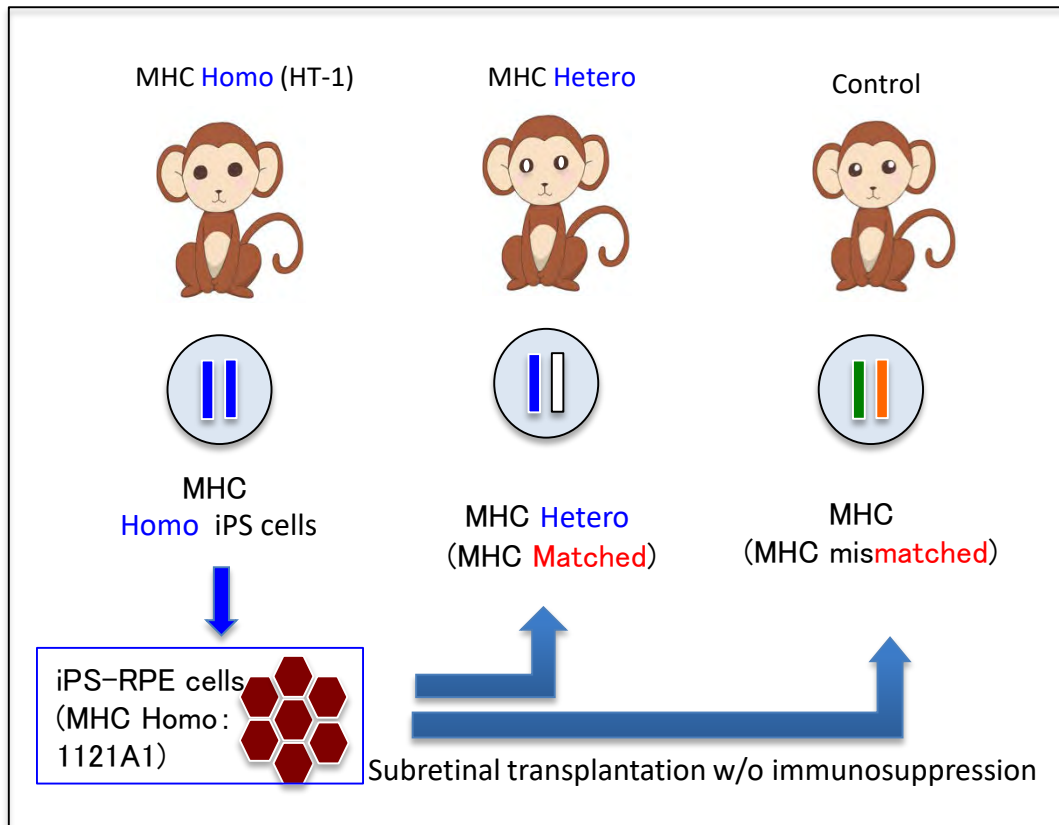 MHC Homo (HT-1)
MHC Hetero
Control
MHC
Homo iPS cells
MHC Hetero
(MHC Matched)
MHC
(MHC mismatched)
iPS-RPE cells
(MHC Homo:
1121A1)
Subretinal transplantation w/o immunosuppression